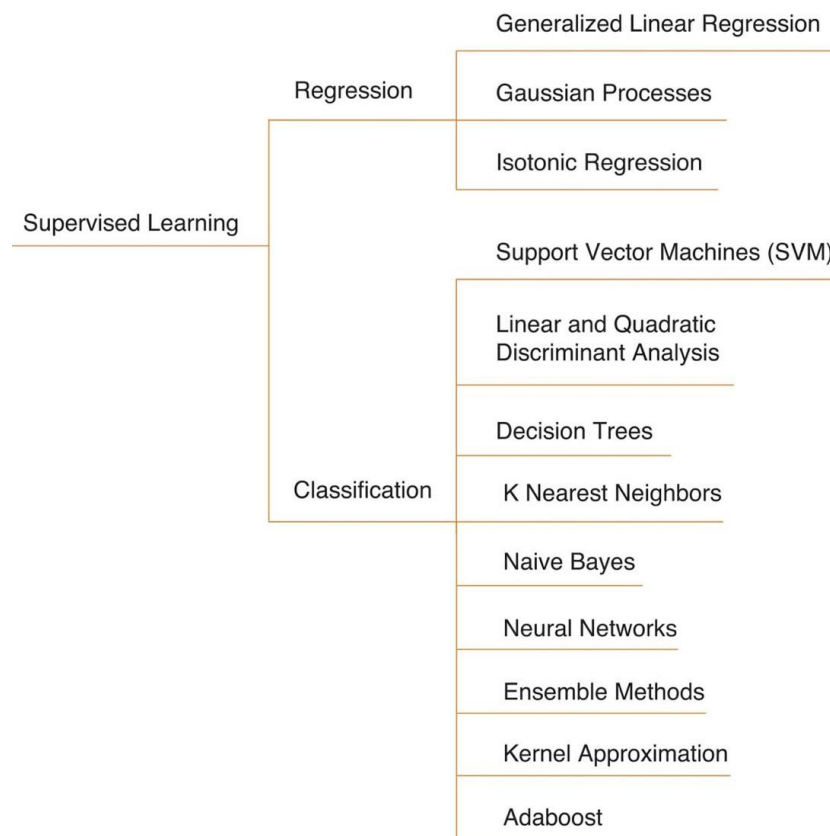 Generalized Linear Regression
Regression
Gaussian Processes
Isotonic Regression
Supervised Learning
Support Vector Machines (SVM)
Linear and Quadratic
Discriminant Analysis
Decision Trees
Classification
K Nearest Neighbors
Naive Bayes
Neural Networks
Ensemble Methods
Kernel Approximation
Adaboost